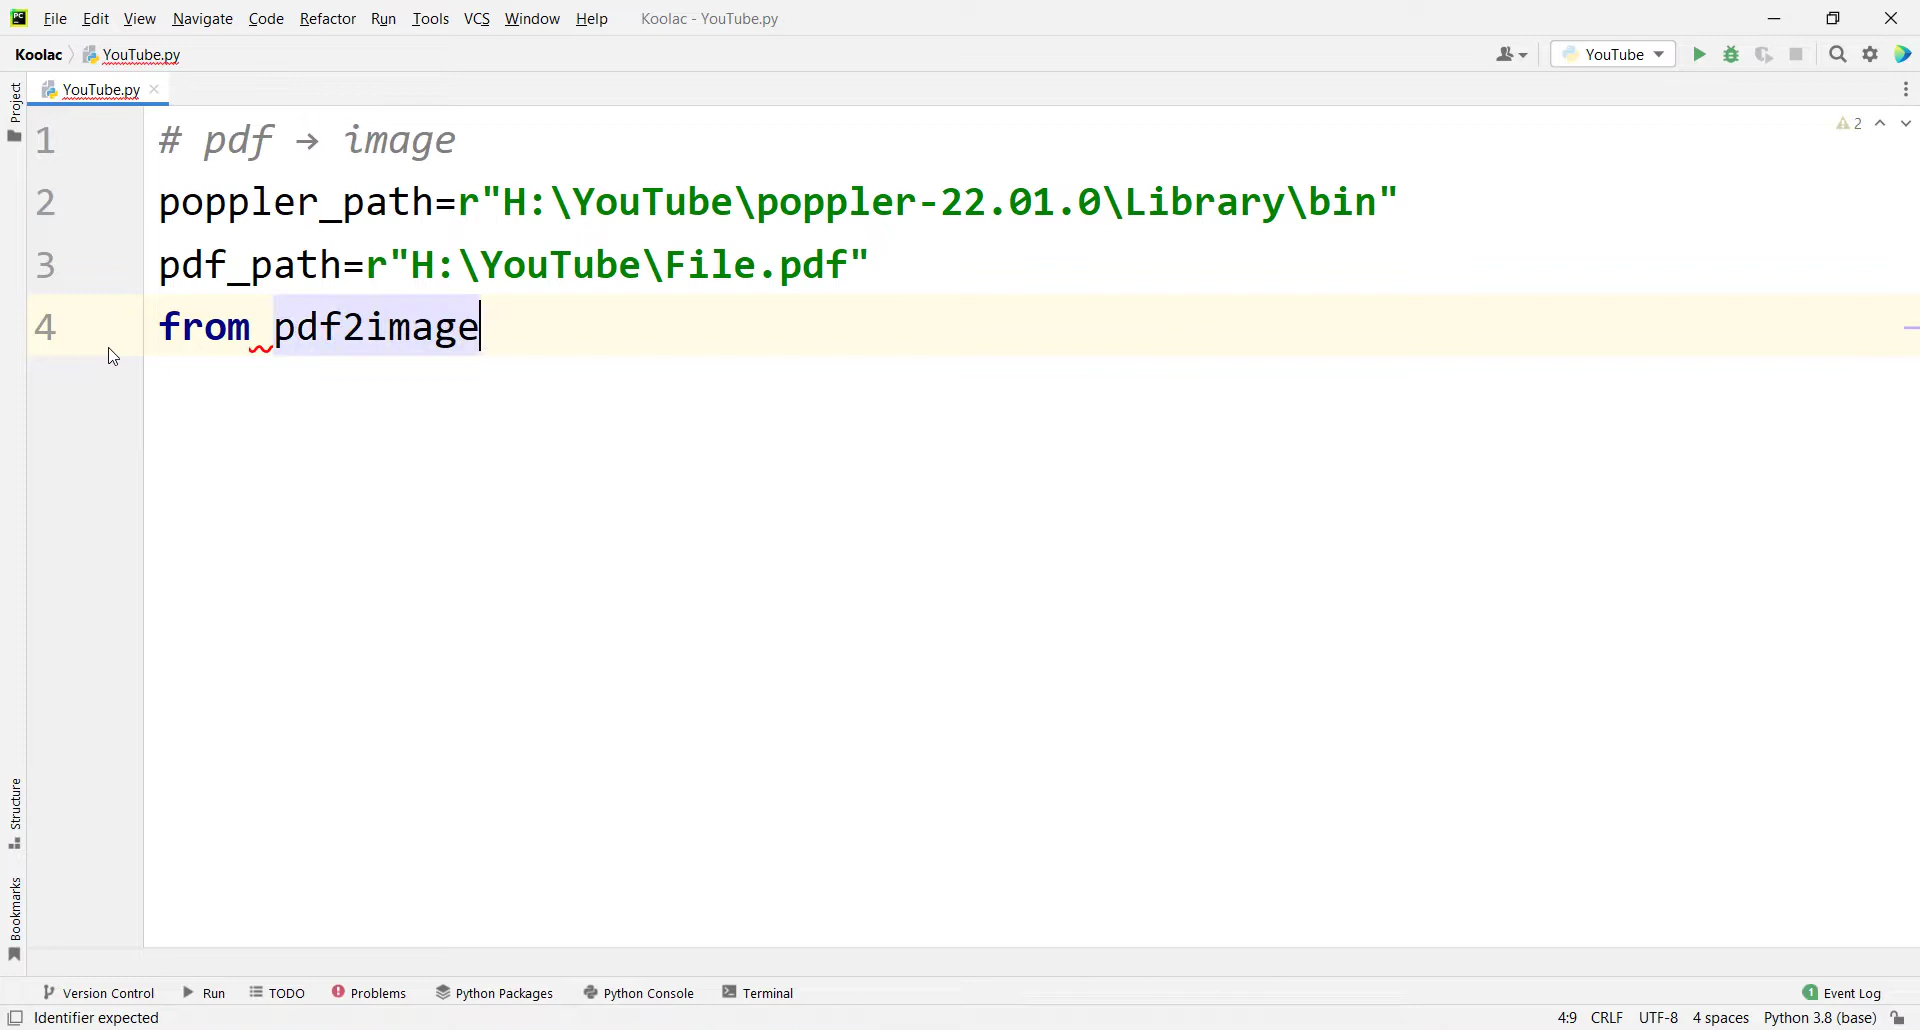 PC File Edit View Navigate Code Refactor Run Tools VCS Window Help Koolac - YouTube.py
Koolac YouTube.py YouTube
Project
YouTube.py
1 # pdf → image 2
2 poppler_path=r"H:\YouTube\poppler-22.01.0\Library\bin"
3 pdf_path=r"H:\YouTube\File.pdf"
4 from pdf2image
Structure
Bookmarks
Version Control Run TODO Problems Python Packages Python Console Terminal 1 Event Log
Identifier expected 4:9 CRLF UTF-8 4 spaces Python 3.8 (base)